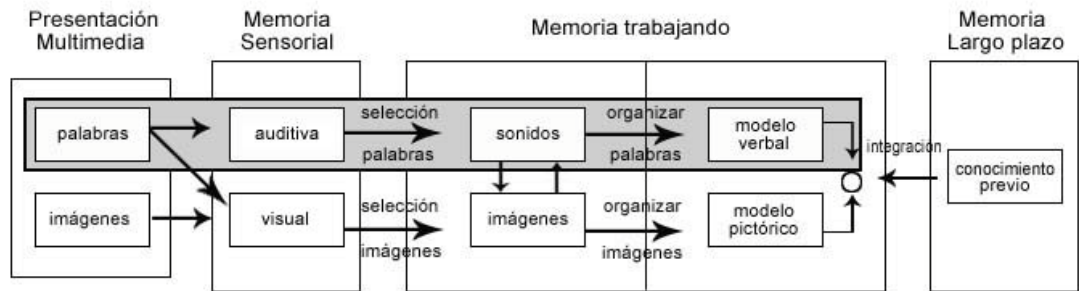 Presentación
Multimedia
Memoria
Sensorial
Memoria trabajando
Memoria
Largo plazo
palabras
auditiva
selección
palabras
sonidos
organizar
palabras
modelo
verbal
integración
conocimiento
previo
imágenes
visual
selección
imágenes
imágenes
organizar
imágenes
modelo
pictórico